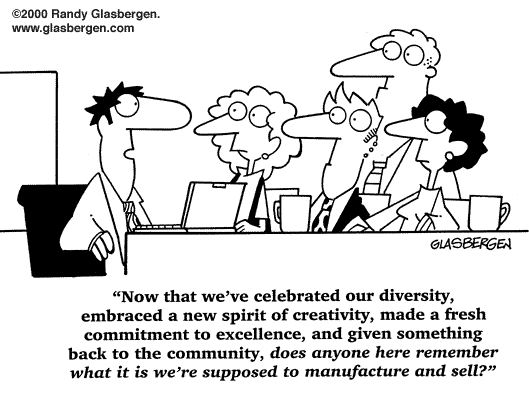 ©2000 Randy Glasbergen.
www.glasbergen.com
GLASBERGEN
“Now that we’ve celebrated our diversity,
embraced a new spirit of creativity, made a fresh
commitment to excellence, and given something
back to the community, does anyone here remember
what it is we’re supposed to manufacture and sell?”